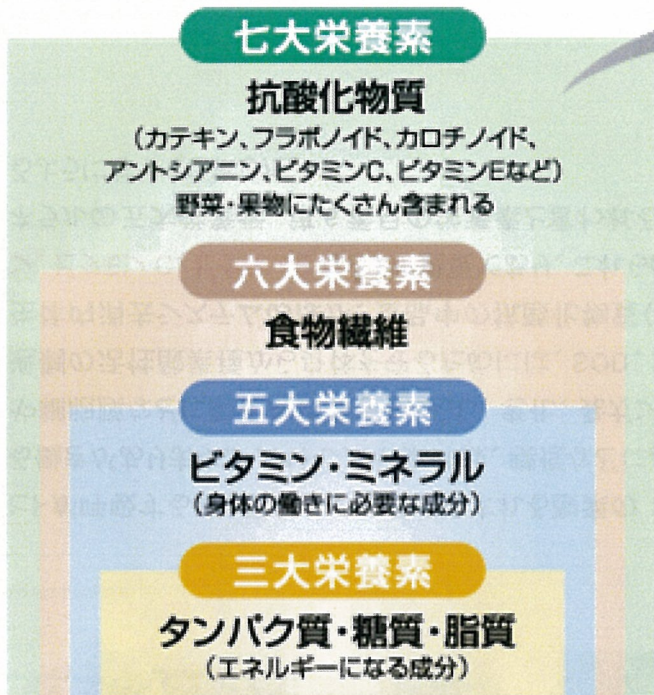 七大栄養素
抗酸化物質
(カテキン、フラボノイド、カロチノイド、
アントシアニン、ビタミンC、ビタミンEなど)
野菜・果物にたくさん含まれる
六大栄養素
食物繊維
五大栄養素
ビタミン・ミネラル
(身体の働きに必要な成分)
三大栄養素
タンパク質・糖質・脂質
(エネルギーになる成分)